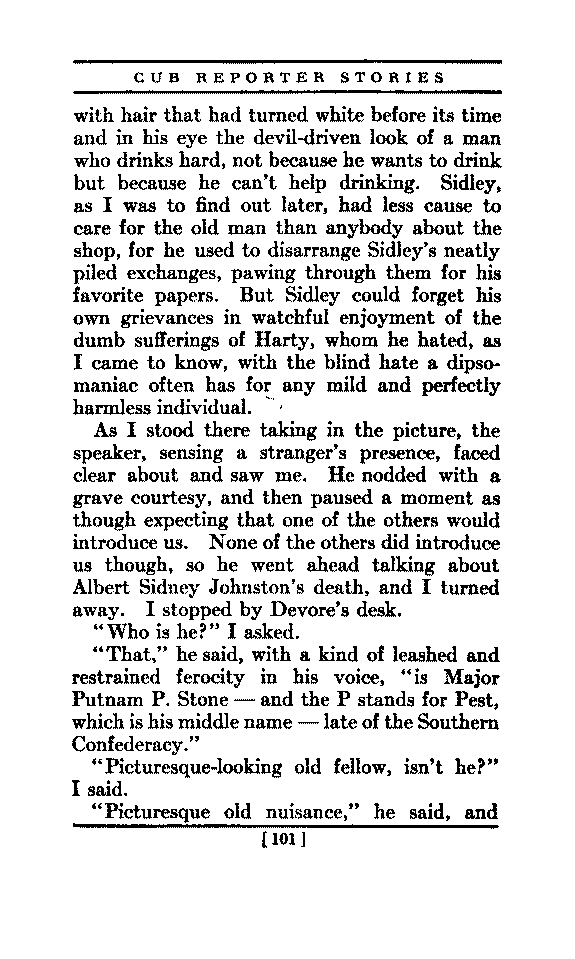 CUB REPORTER STORIES
with hair that had turned white before its time
and in his eye the devil-driven look of a man
who drinks hard, not because he wants to drink
but because he can't help drinking. Sidley,
as I was to find out later, had less cause to
care for the old man than anybody about the
shop, for he used to disarrange Sidley's neatly
piled exchanges, pawing through them for his
favorite papers. But Sidley could forget his
own grievances in watchful enjoyment of the
dumb sufferings of Harty, whom he hated, as
I came to know, with the blind hate a dipso-
maniac often has for any mild and perfectly
harmless individual.
As I stood there taking in the picture, the
speaker, sensing a stranger's presence, faced
clear about and saw me. He nodded with a
grave courtesy, and then paused a moment as
though expecting that one of the others would
introduce us. None of the others did introduce
us though, so he went ahead talking about
Albert Sidney Johnston's death, and I turned
away. I stopped by Devore's desk.
"Who is he?" I asked.
"That," he said, with a kind of leashed and
restrained ferocity in his voice, "is Major
Putnam P. Stone — and the P stands for Pest,
which is his middle name — late of the Southern
Confederacy."
"Picturesque-looking old fellow, isn't he?"
I said.
"Picturesque old nuisance," he said, and
[101]